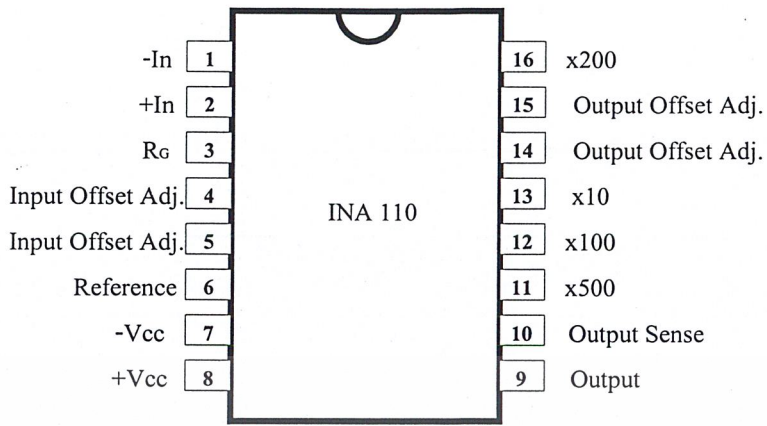 -In 1
+In 2
RG 3
Input Offset Adj. 4
Input Offset Adj. 5
Reference 6
-Vcc 7
+Vcc 8
INA 110
16 x200
15 Output Offset Adj.
14 Output Offset Adj.
13 x10
12 x100
11 x500
10 Output Sense
9 Output